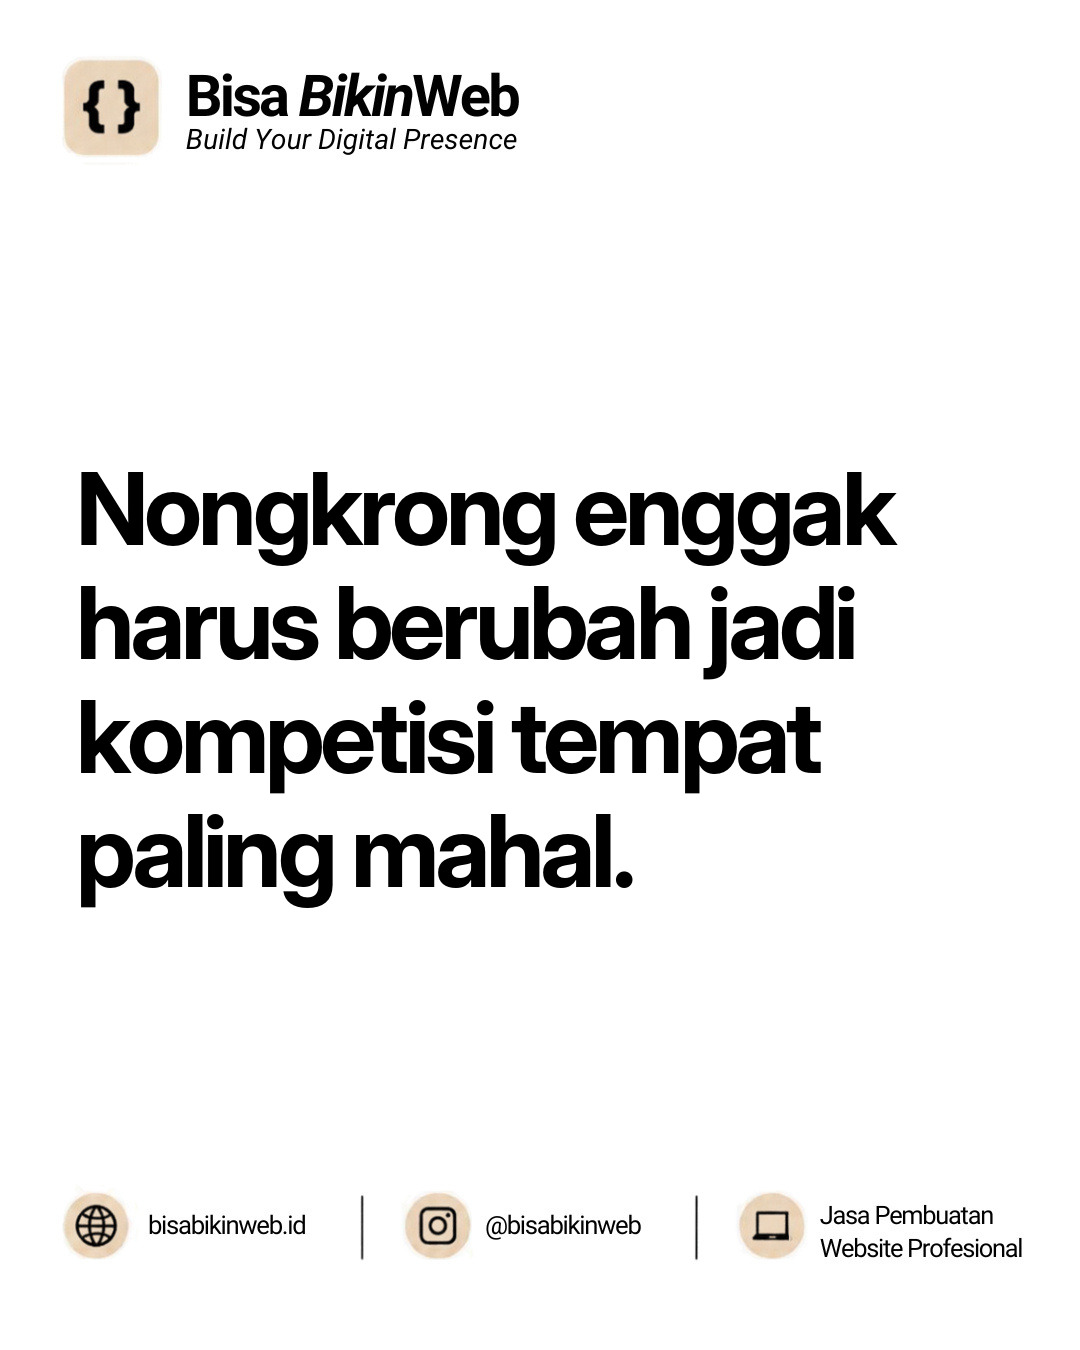 { }
Bisa BikinWeb
Build Your Digital Presence
Nongkrong enggak
harus berubah jadi
kompetisi tempat
paling mahal.
bisabikinweb.id
@bisabikinweb
Jasa Pembuatan
Website Profesional